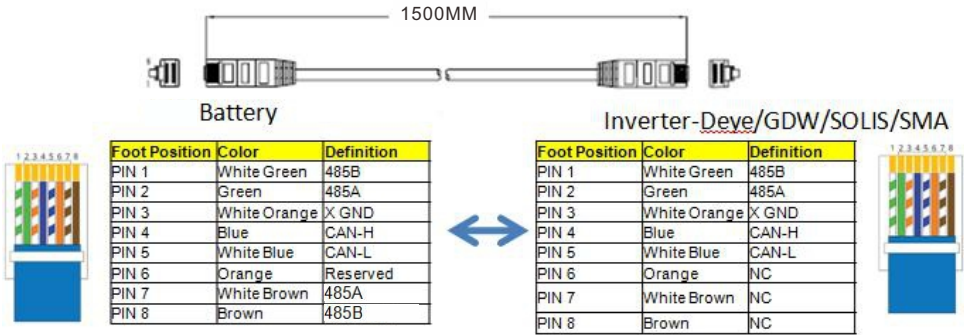 1500MM
Battery
Inverter-Deye/GDW/SOLIS/SMA
1 2 3 4 5 6 7 8
Foot Position Color Definition
PIN 1 White Green 485B
PIN 2 Green 485A
PIN 3 White Orange X GND
PIN 4 Blue CAN-H
PIN 5 White Blue CAN-L
PIN 6 Orange Reserved
PIN 7 White Brown 485A
PIN 8 Brown 485B
Foot Position Color Definition
PIN 1 White Green 485B
PIN 2 Green 485A
PIN 3 White Orange X GND
PIN 4 Blue CAN-H
PIN 5 White Blue CAN-L
PIN 6 Orange NC
PIN 7 White Brown NC
PIN 8 Brown NC
1 2 3 4 5 6 7 8